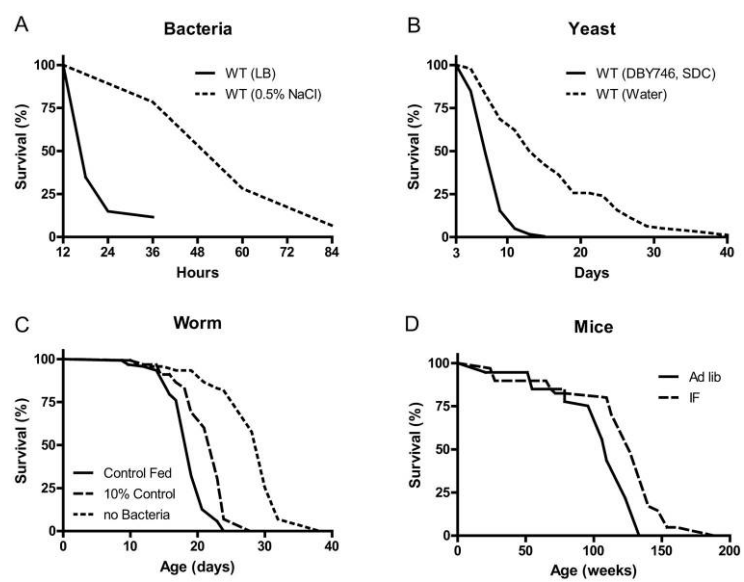 A
Bacteria
Survival (%)
100
75
50
25
0
WT (LB)
WT (0.5% NaCl)
12 24 36 48 60 72 84
Hours
B
Yeast
Survival (%)
100
75
50
25
0
WT (DBY746, SDC)
WT (Water)
3 10 20 30 40
Days
C
Worm
Survival (%)
100
75
50
25
0
Control Fed
10% Control
no Bacteria
0 10 20 30 40
Age (days)
D
Mice
Survival (%)
100
75
50
25
0
Ad lib
IF
0 50 100 150 200
Age (weeks)